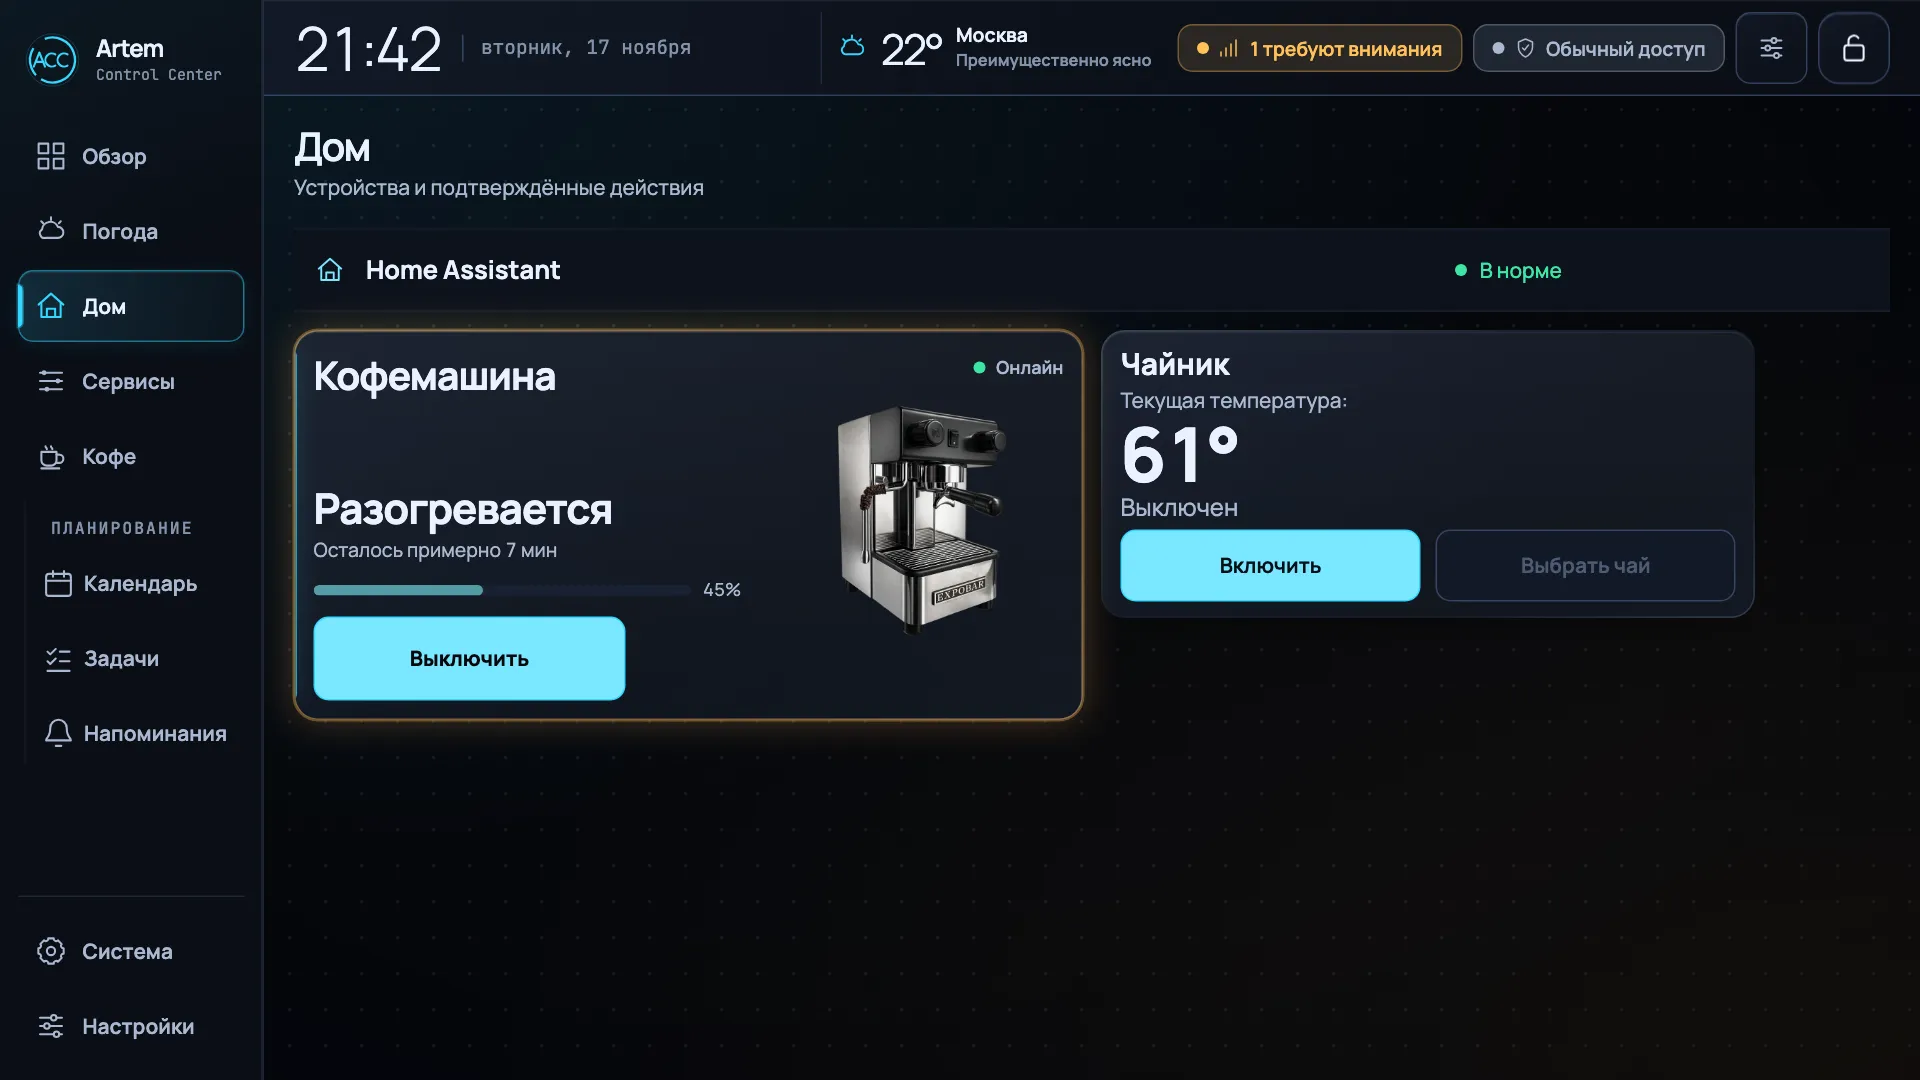 ACC
Artem
Control Center
Обзор
Погода
Дом
Сервисы
Кофе
ПЛАНИРОВАНИЕ
Календарь
Задачи
Напоминания
Система
Настройки
21:42
вторник, 17 ноября
22°
Москва
Преимущественно ясно
1 требуют внимания
Обычный доступ
Дом
Устройства и подтверждённые действия
Home Assistant
В норме
Кофемашина
Онлайн
Разогревается
Осталось примерно 7 мин
45%
Выключить
EXPOBAR
Чайник
Текущая температура:
61°
Выключен
Включить
Выбрать чай